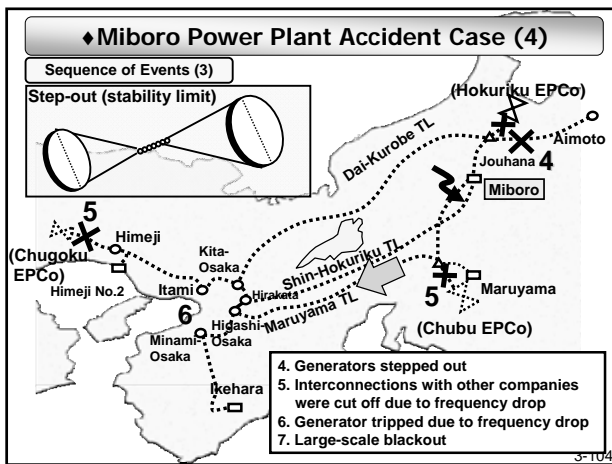 ♦Miboro Power Plant Accident Case (4)
Sequence of Events (3)
Step-out (stability limit)
(Hokuriku EPCo)
Aimoto
Dai-Kurobe TL
Jouhana
4
Miboro
5
(Chugoku
EPCo)
Himeji
Himeji No.2
Itami
Kita-
Osaka
Shin-Hokuriku TL
Hirakata
Maruyama TL
Maruyama
5
(Chubu EPCo)
6
Higashi-
Osaka
Minami-
Osaka
Ikehara
4. Generators stepped out
5. Interconnections with other companies
were cut off due to frequency drop
6. Generator tripped due to frequency drop
7. Large-scale blackout
3-104